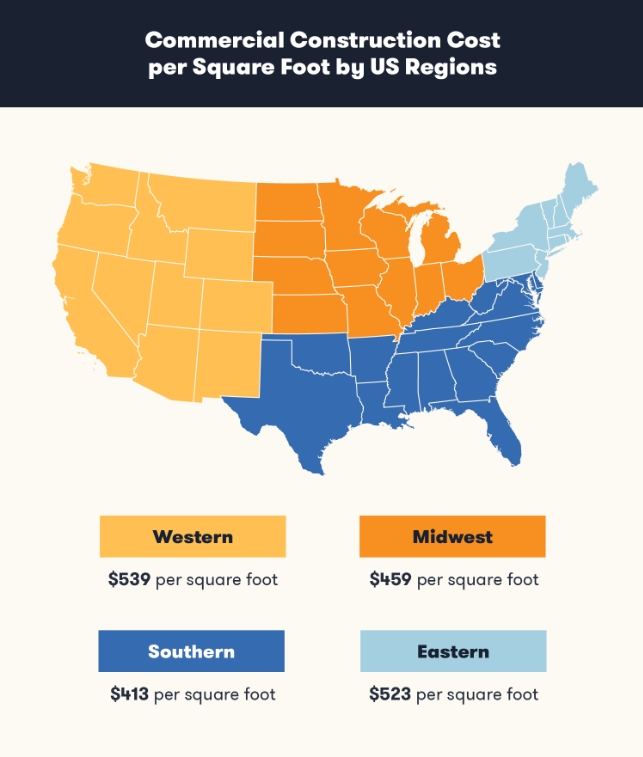 Commercial Construction Cost
per Square Foot by US Regions
Western
Midwest
$539 per square foot
$459 per square foot
Southern
Eastern
$413 per square foot
$523 per square foot